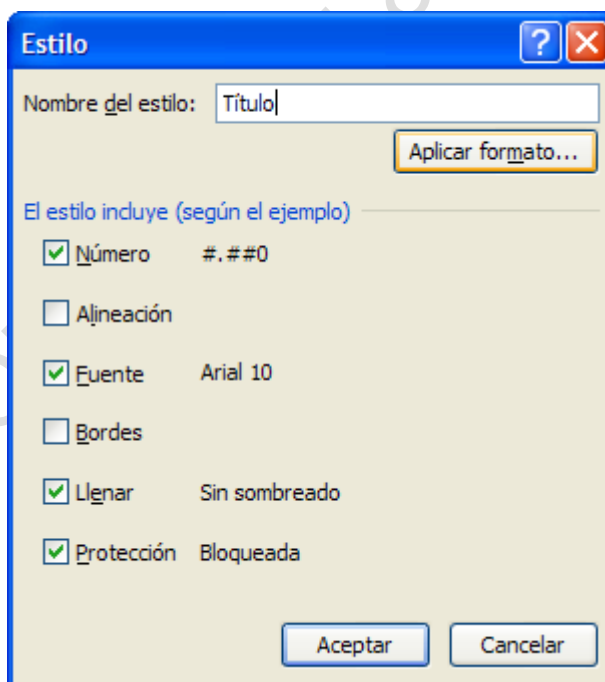 Estilo
Nombre del estilo: Título
Aplicar formato...
El estilo incluye (según el ejemplo)
Número #.##0
Alineación
Fuente Arial 10
Bordes
Llenar Sin sombreado
Protección Bloqueada
Aceptar Cancelar